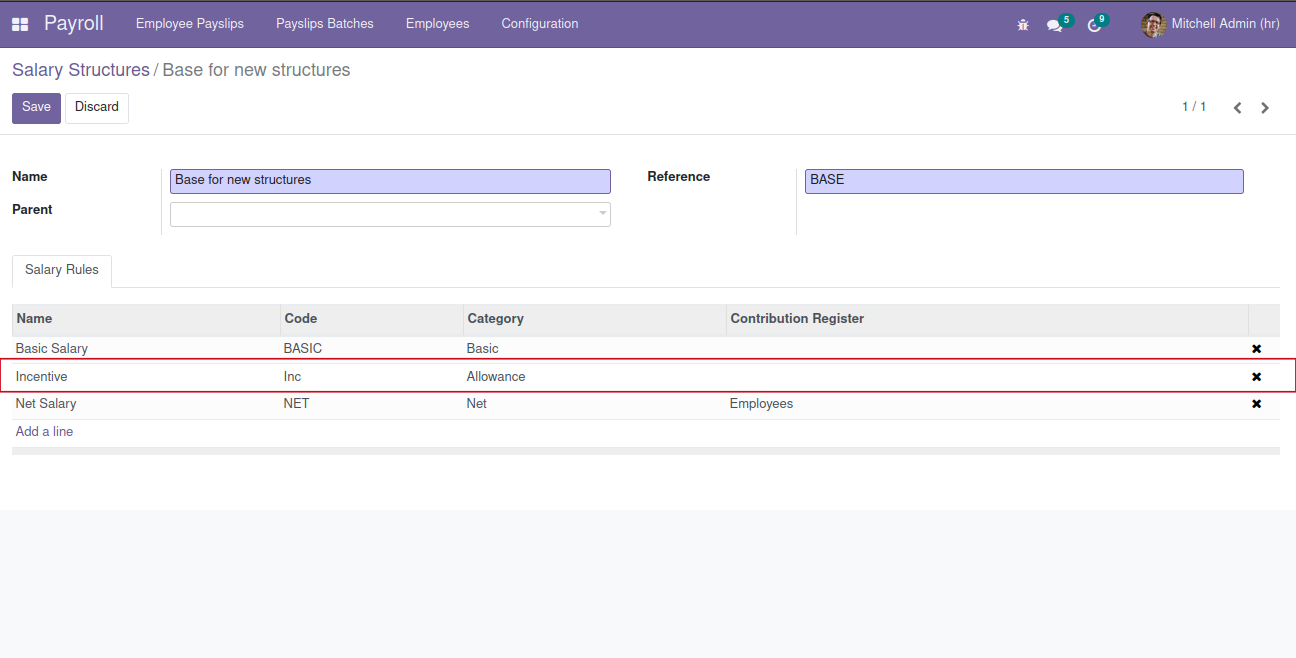 Payroll Employee Payslips Payslips Batches Employees Configuration 5 9 Mitchell Admin (hr)
Salary Structures / Base for new structures
Save Discard 1 / 1
Name Base for new structures Reference BASE
Parent
Salary Rules
Name Code Category Contribution Register
Basic Salary BASIC Basic
Incentive Inc Allowance
Net Salary NET Net Employees
Add a line